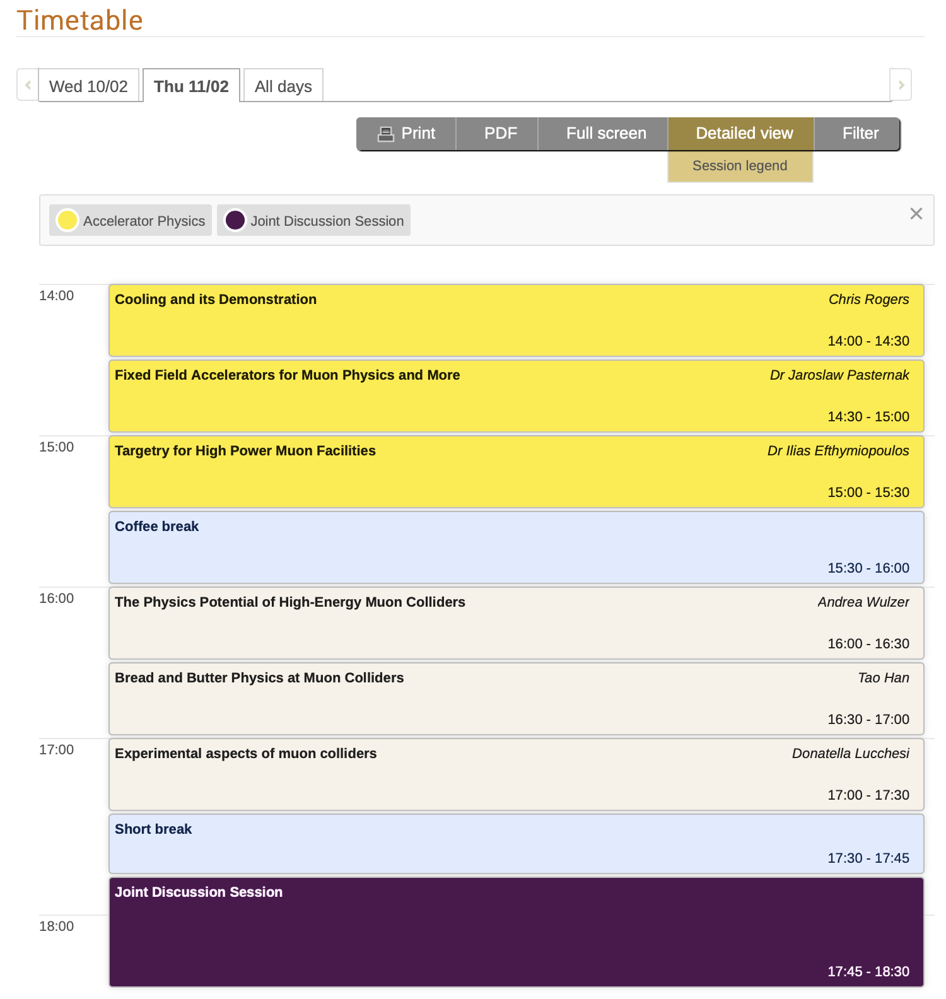 Timetable
Wed 10/02 Thu 11/02 All days
Print PDF Full screen Detailed view Filter
Session legend
Accelerator Physics Joint Discussion Session
14:00
Cooling and its Demonstration Chris Rogers
14:00 - 14:30
Fixed Field Accelerators for Muon Physics and More Dr Jaroslaw Pasternak
14:30 - 15:00
15:00
Targetry for High Power Muon Facilities Dr Ilias Efthymiopoulos
15:00 - 15:30
Coffee break
15:30 - 16:00
16:00
The Physics Potential of High-Energy Muon Colliders Andrea Wulzer
16:00 - 16:30
Bread and Butter Physics at Muon Colliders Tao Han
16:30 - 17:00
17:00
Experimental aspects of muon colliders Donatella Lucchesi
17:00 - 17:30
Short break
17:30 - 17:45
Joint Discussion Session
18:00
17:45 - 18:30